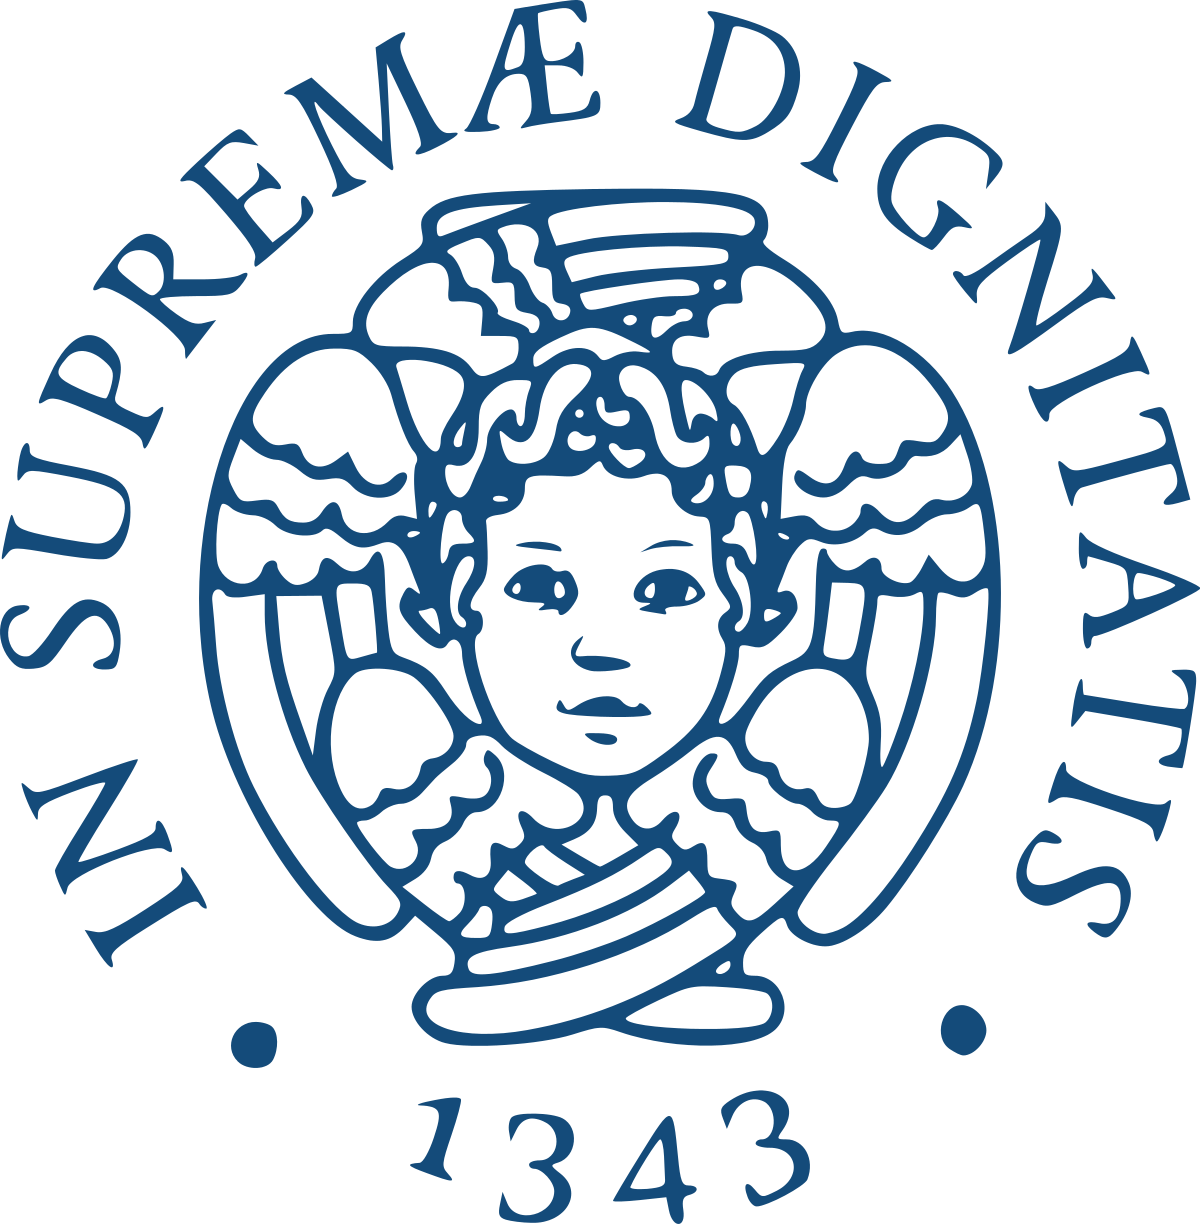 IN SUPREMÆ DIGNITATIS
1343